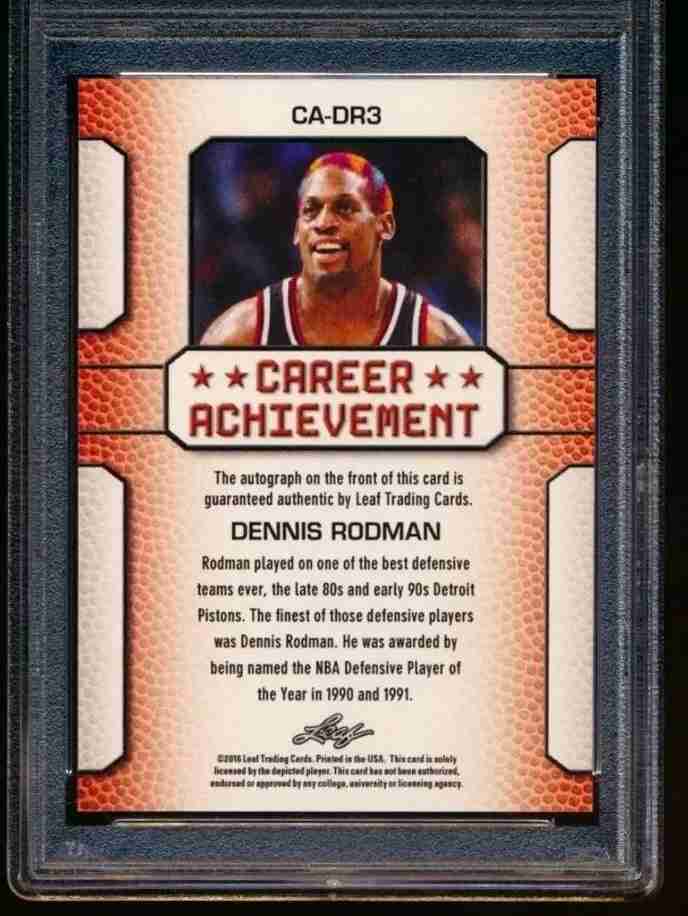 CA-DR3
CAREER
ACHIEVEMENT
The autograph on the front of this card is
guaranteed authentic by Leaf Trading Cards.
DENNIS RODMAN
Rodman played on one of the best defensive
teams ever, the late 80s and early 90s Detroit
Pistons. The finest of those defensive players
was Dennis Rodman. He was awarded by
being named the NBA Defensive Player of
the Year in 1990 and 1991.
Leaf
©2016 Leaf Trading Cards. Printed in the USA. This card is solely
licensed by the depicted player. This card has not been authorized,
endorsed or approved by any college, university or licensing agency.